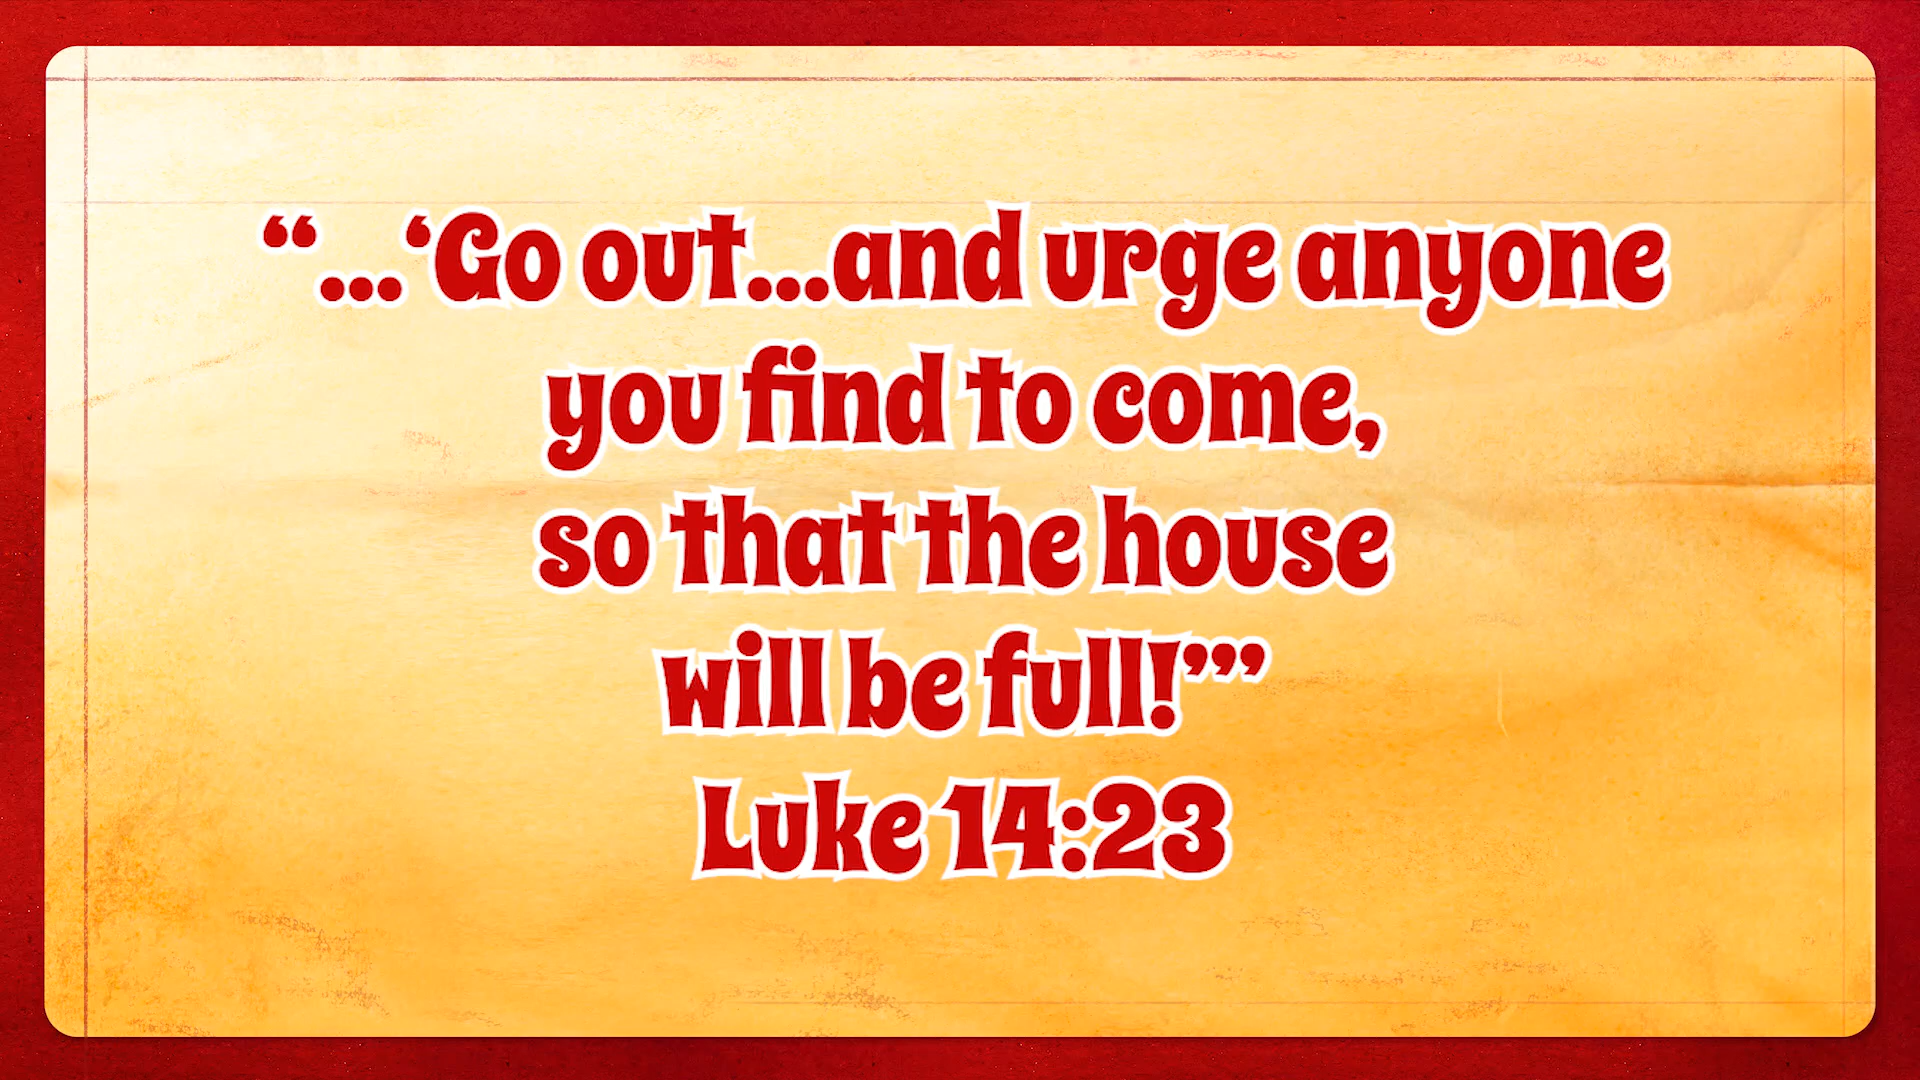 “...‘Go out...and urge anyone
you find to come,
so that the house
will be full!’”’
Luke 14:23